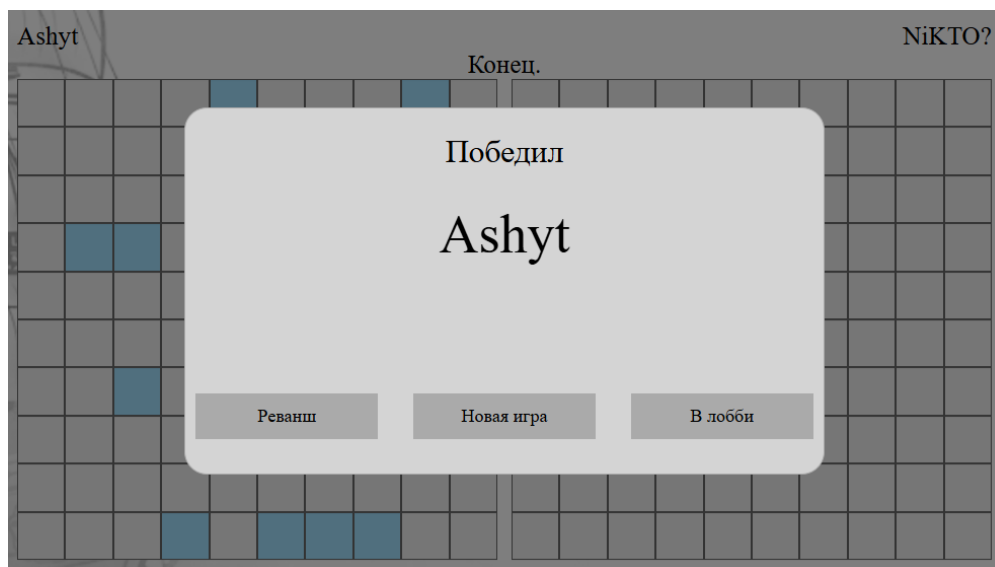 Ashyt
NiKTO?
Конец.
Победил
Ashyt
Реванш
Новая игра
В лобби